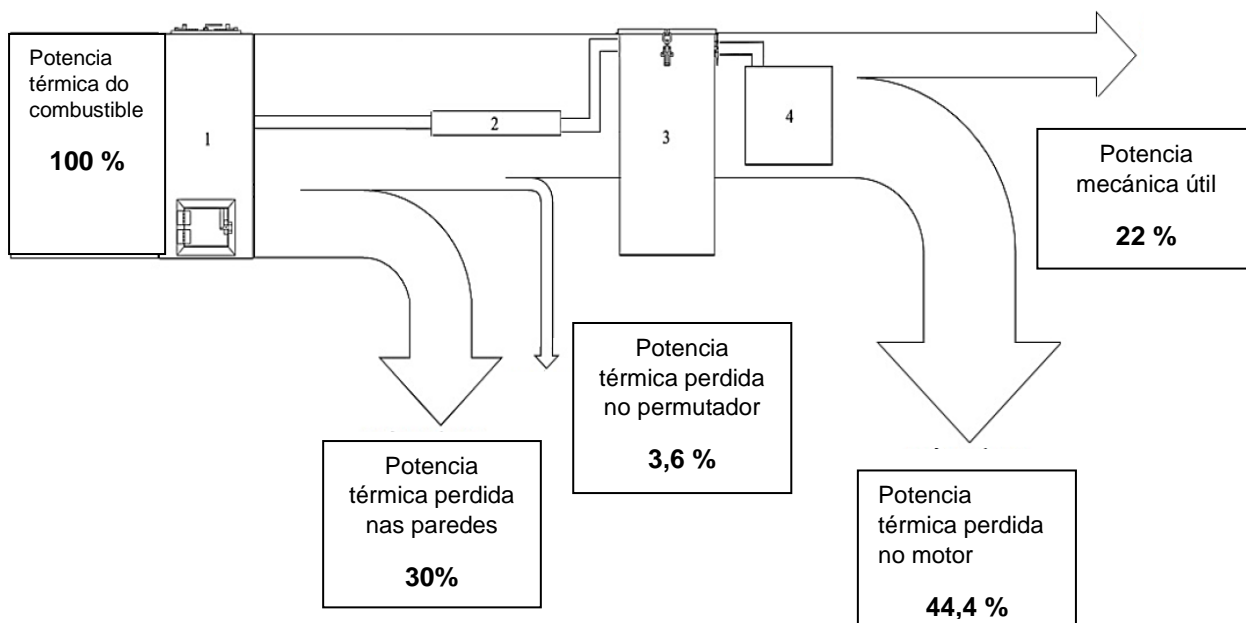 Potencia
térmica do
combustible
100 %
1
2
3
4
Potencia
mecánica útil
22 %
Potencia
térmica perdida
no permutador
3,6 %
Potencia
térmica perdida
nas paredes
30%
Potencia
térmica perdida
no motor
44,4 %